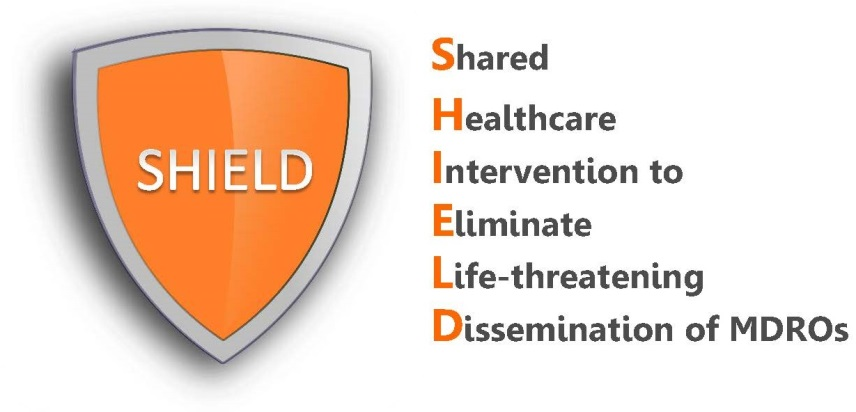 SHIELD
Shared
Healthcare
Intervention to
Eliminate
Life-threatening
Dissemination of MDROs